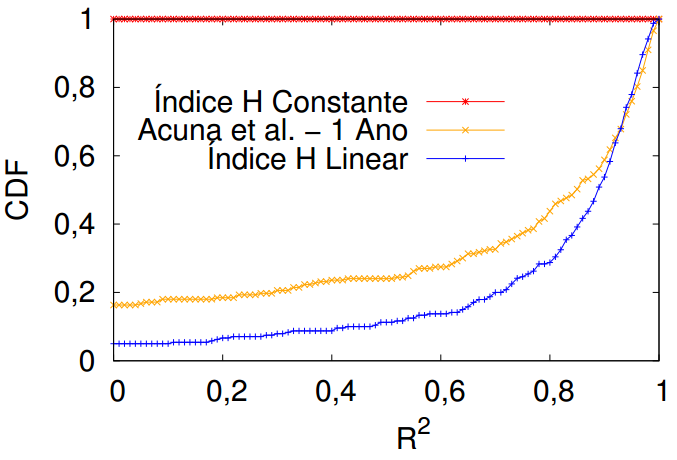 1
0,8
0,6
0,4
0,2
0
CDF
Índice H Constante
Acuna et al. – 1 Ano
Índice H Linear
0 0,2 0,4 0,6 0,8 1
R²